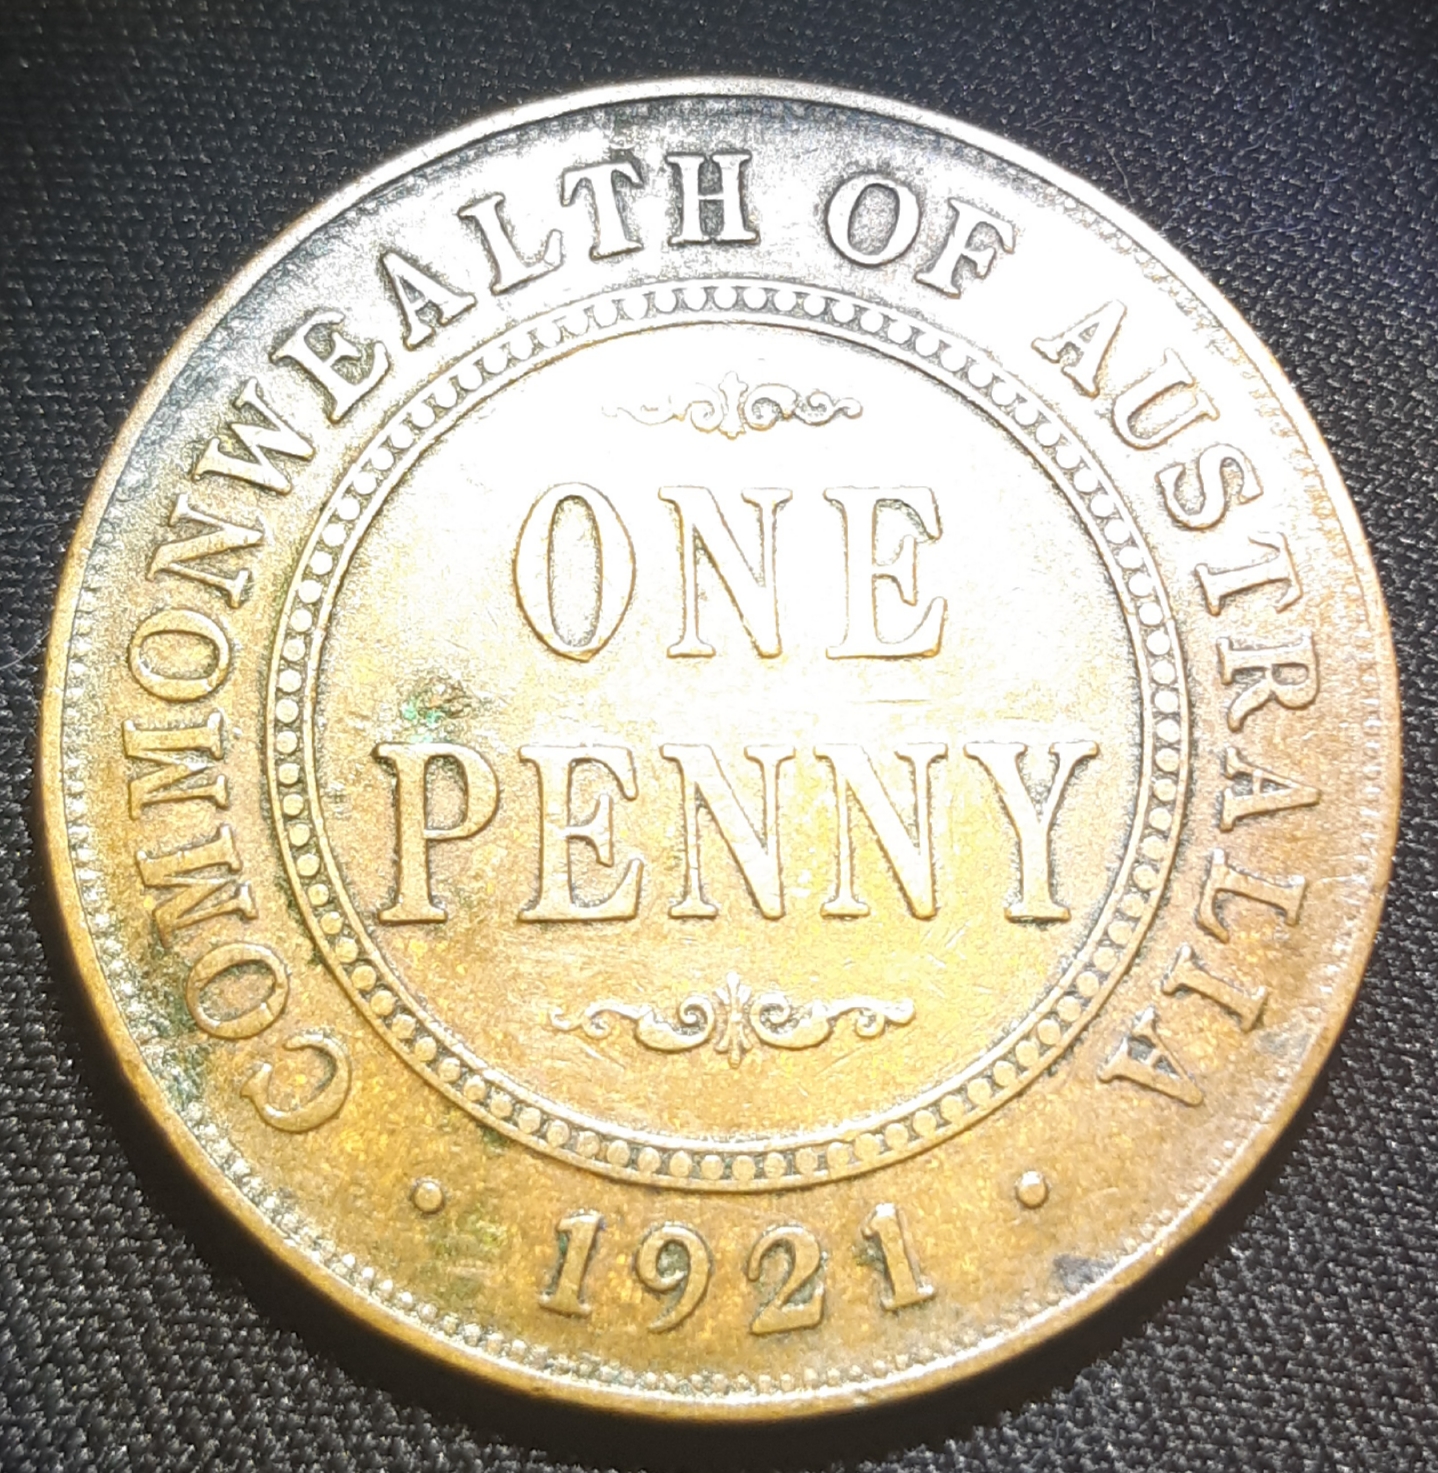 COMMONWEALTH OF AUSTRALIA
ONE
PENNY
· 1921 ·